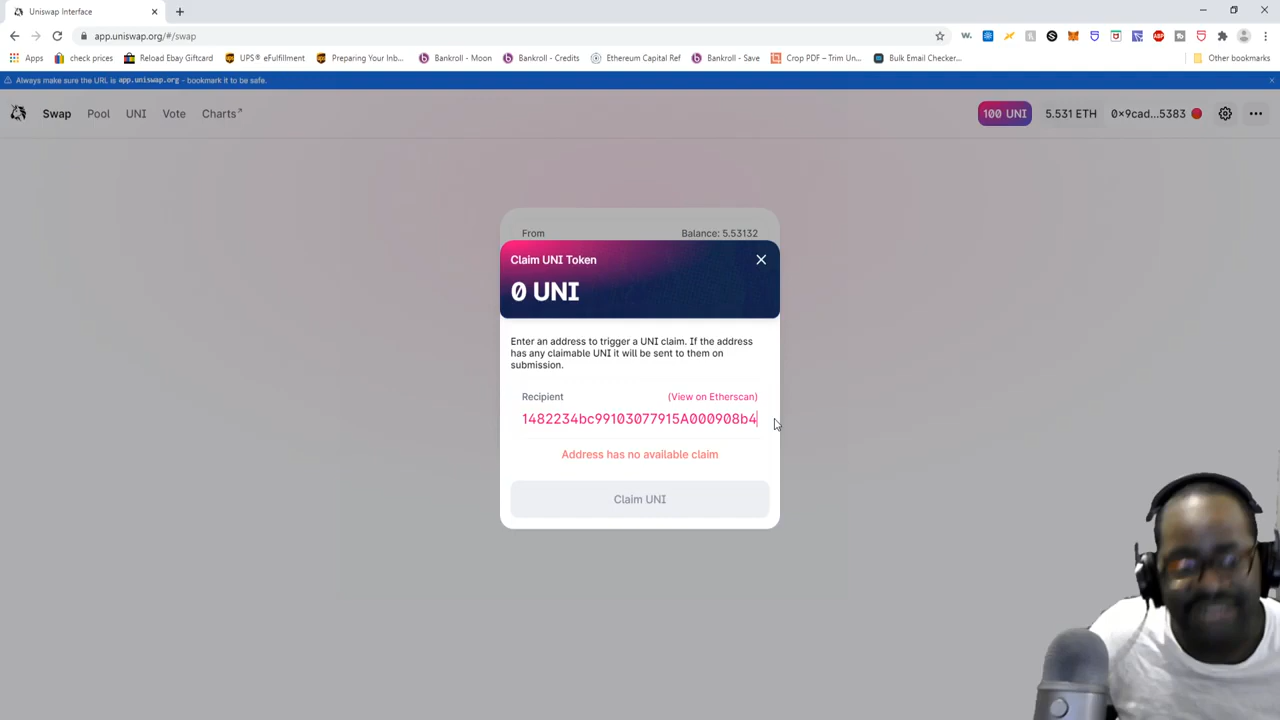 Uniswap Interface
app.uniswap.org/#/swap
Apps check prices Reload Ebay Giftcard UPS® eFulfillment Preparing Your Inb... Bankroll - Moon Bankroll - Credits Ethereum Capital Ref Bankroll - Save Crop PDF – Trim Un... Bulk Email Checker... Other bookmarks
Always make sure the URL is app.uniswap.org - bookmark it to be safe.
Swap Pool UNI Vote Charts↗ 100 UNI 5.531 ETH 0x9cad...5383
From Balance: 5.53132
Claim UNI Token
0 UNI
Enter an address to trigger a UNI claim. If the address
has any claimable UNI it will be sent to them on
submission.
Recipient (View on Etherscan)
1482234bc99103077915A000908b4
Address has no available claim
Claim UNI